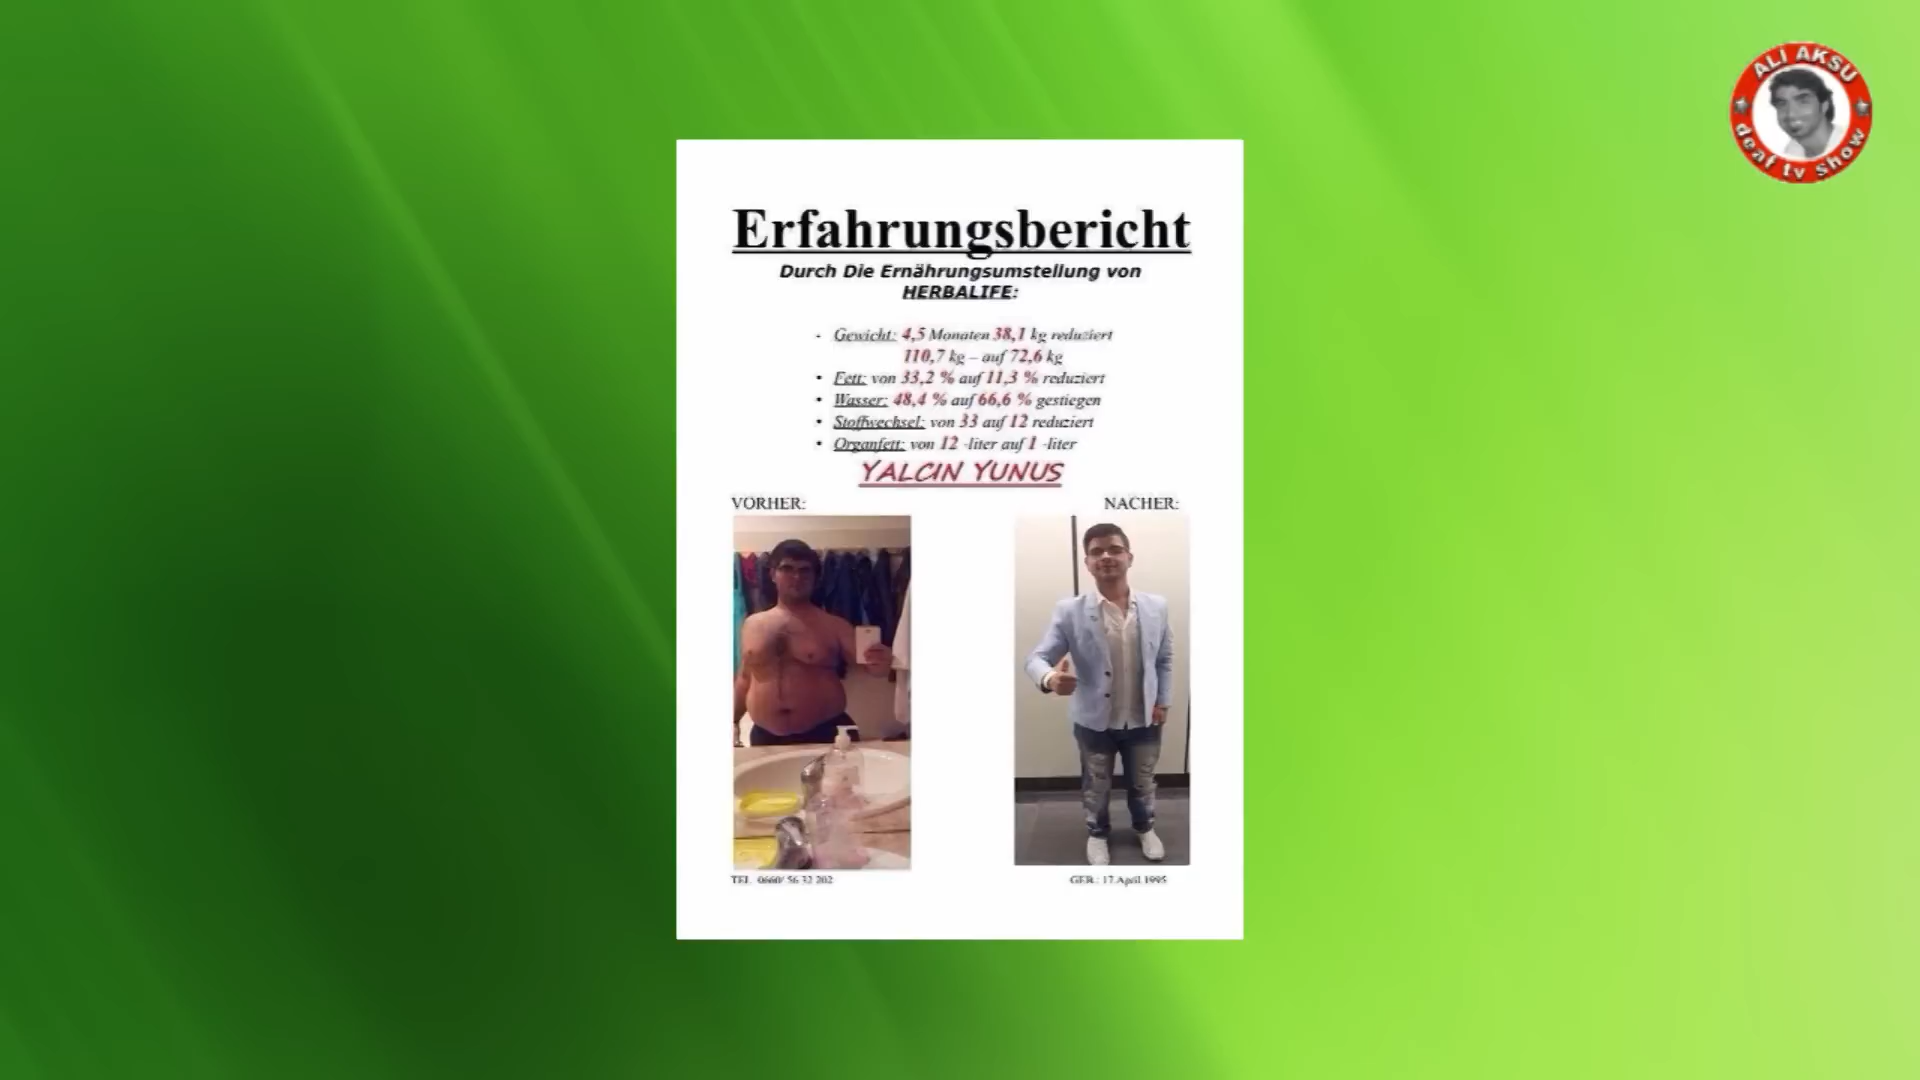 ALI AKSU
deaf tv show
Erfahrungsbericht
Durch Die Ernährungsumstellung von
HERBALIFE:
- Gewicht: 4,5 Monaten 38,1 kg reduziert
110,7 kg – auf 72,6 kg
• Fett: von 33,2 % auf 11,3 % reduziert
• Wasser: 48,4 % auf 66,6 % gestiegen
• Stoffwechsel: von 33 auf 12 reduziert
• Organfett: von 12 -liter auf 1 -liter
YALCIN YUNUS
VORHER: NACHER:
TEL: 0660/ 56 32 202 GEB.: 17.April 1995